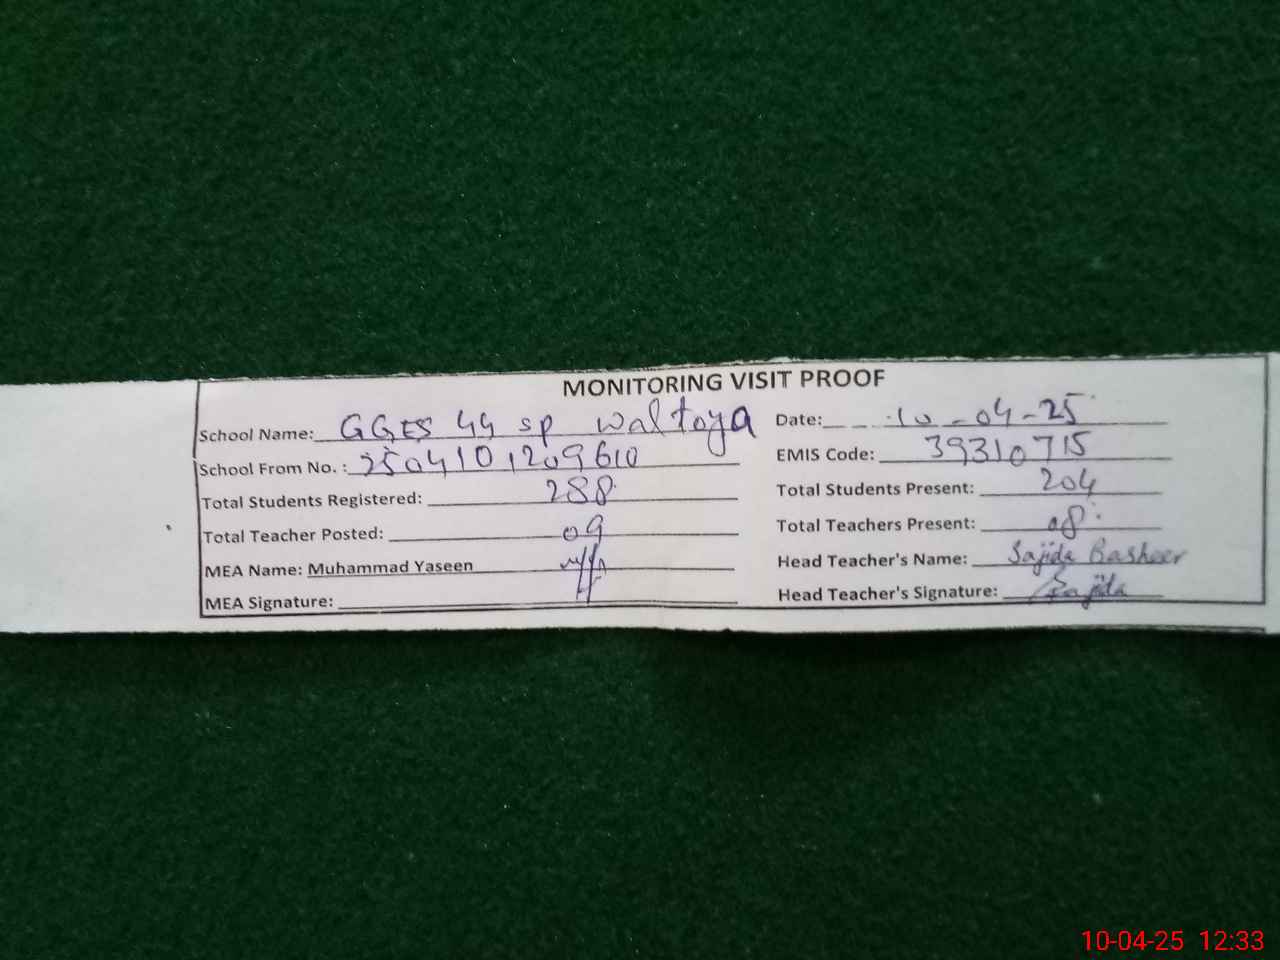 MONITORING VISIT PROOF
School Name: GGES 44 sp waltoya Date: 10-04-25
School From No. : 2504101209610 EMIS Code: 39310715
Total Students Registered: 288 Total Students Present: 204
Total Teacher Posted: 09 Total Teachers Present: 08
MEA Name: Muhammad Yaseen Head Teacher's Name: Sajida Basheer
MEA Signature: Head Teacher's Signature: Sajida
10-04-25 12:33